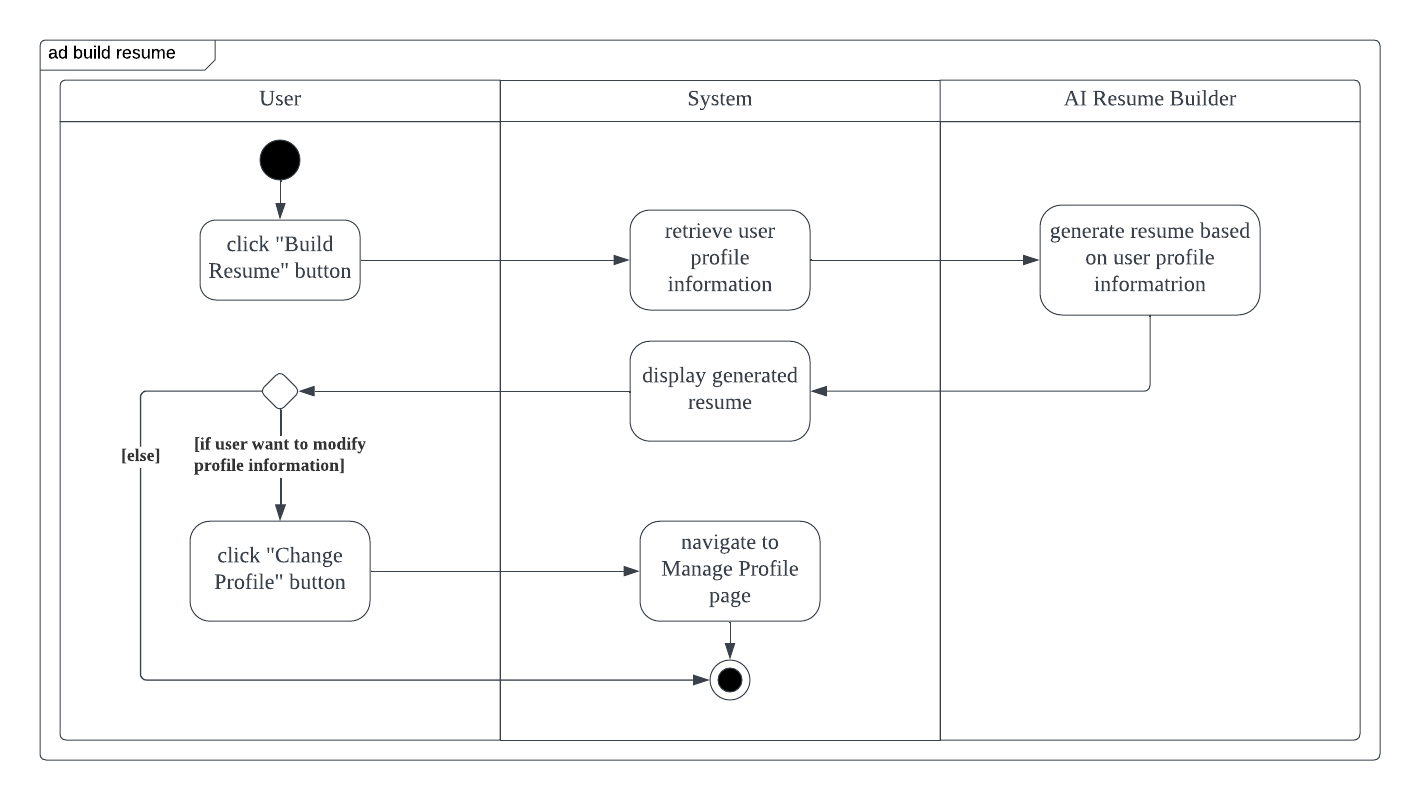 ad build resume
User
System
AI Resume Builder
click "Build
Resume" button
retrieve user
profile
information
generate resume based
on user profile
informatrion
display generated
resume
[else]
[if user want to modify
profile information]
click "Change
Profile" button
navigate to
Manage Profile
page